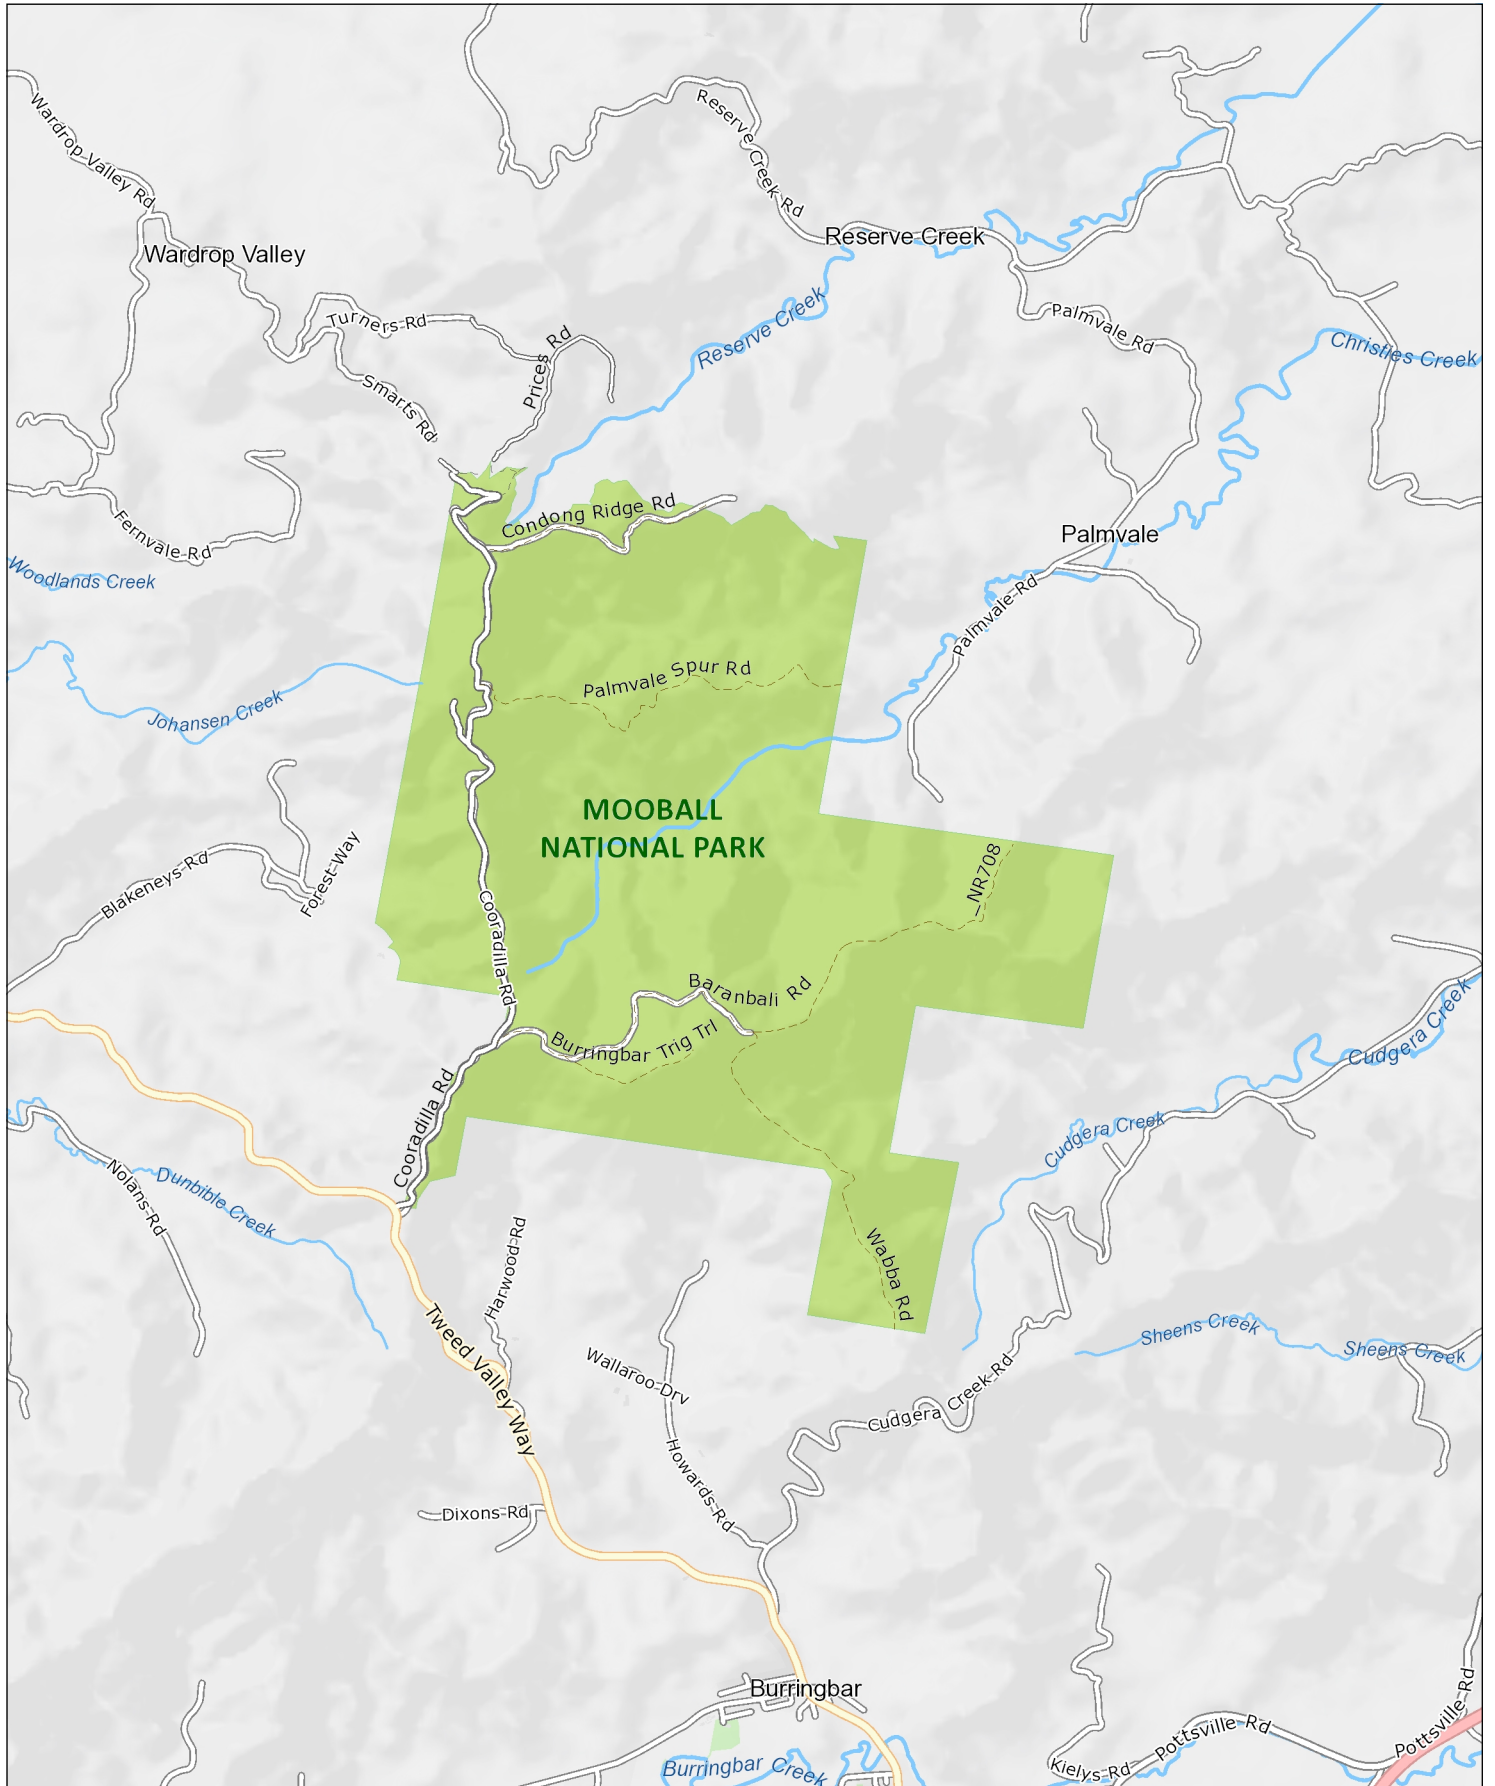 Wardrop Valley Rd
Reserve Creek Rd
Reserve Creek
Wardrop Valley
Turners Rd
Prices Rd
Reserve Creek
Palmvale Rd
Christies Creek
Smarts Rd
Condong Ridge Rd
Fernvale Rd
Palmvale
Woodlands Creek
Palmvale Rd
Palmvale Spur Rd
Johansen Creek
MOOBALL
NATIONAL PARK
Blakeneys Rd
Forest Way
NR708
Cooradilla Rd
Baranbali Rd
Burringbar Trig Trl
Cudgera Creek
Cooradilla Rd
Cudgera Creek
Nolans Rd
Dunbible Creek
Harwood Rd
Wabba Rd
Tweed Valley Way
Sheens Creek
Sheens Creek
Wallaroo Drv
Cudgera Creek Rd
Howards Rd
Dixons Rd
Burringbar
Pottsville Rd
Pottsville Rd
Kielys Rd
Burringbar Creek